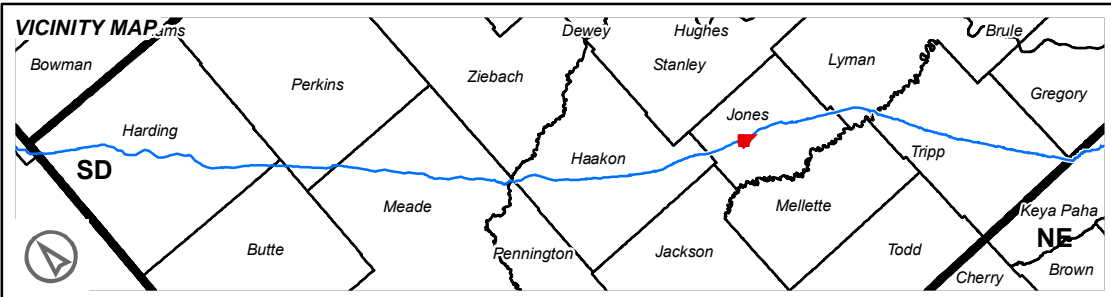 VICINITY MAP
Dewey
Hughes
Brule
Bowman
Ziebach
Stanley
Lyman
Perkins
Gregory
Jones
Harding
Haakon
Tripp
SD
Meade
Mellette
Keya Paha
NE
Butte
Pennington
Jackson
Todd
Cherry
Brown